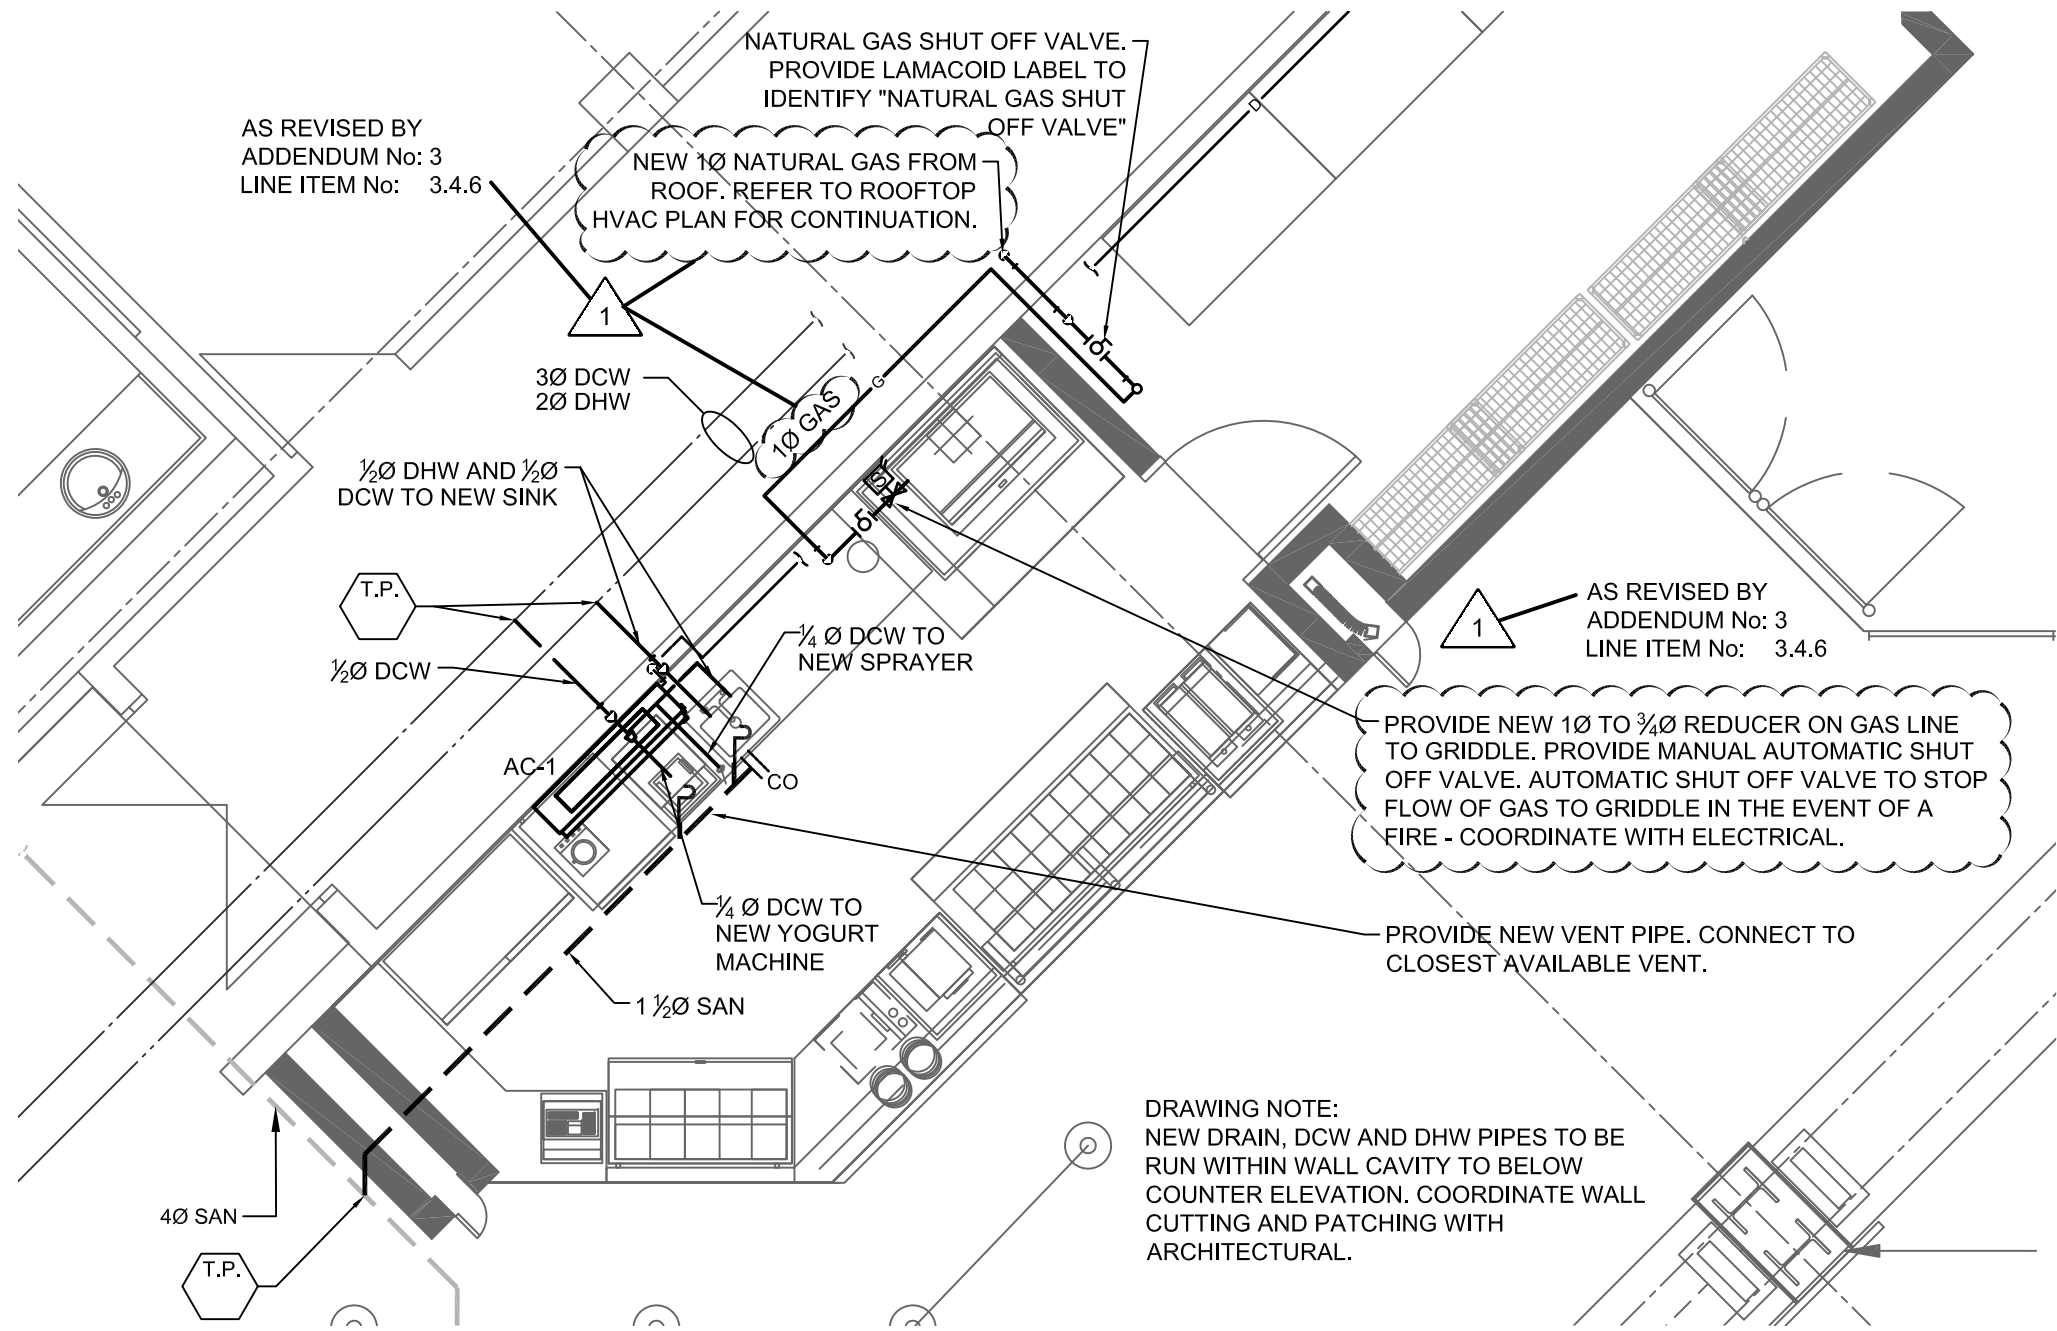 NATURAL GAS SHUT OFF VALVE.
PROVIDE LAMACOID LABEL TO
IDENTIFY "NATURAL GAS SHUT
OFF VALVE"
AS REVISED BY
ADDENDUM No: 3
LINE ITEM No: 3.4.6
NEW 1Ø NATURAL GAS FROM
ROOF. REFER TO ROOFTOP
HVAC PLAN FOR CONTINUATION.
1
3Ø DCW
2Ø DHW
1Ø GAS
G
D
½Ø DHW AND ½Ø
DCW TO NEW SINK
S
T.P.
½Ø DCW
¼ Ø DCW TO
NEW SPRAYER
AC-1
CO
1
AS REVISED BY
ADDENDUM No: 3
LINE ITEM No: 3.4.6
PROVIDE NEW 1Ø TO ¾Ø REDUCER ON GAS LINE
TO GRIDDLE. PROVIDE MANUAL AUTOMATIC SHUT
OFF VALVE. AUTOMATIC SHUT OFF VALVE TO STOP
FLOW OF GAS TO GRIDDLE IN THE EVENT OF A
FIRE - COORDINATE WITH ELECTRICAL.
¼ Ø DCW TO
NEW YOGURT
MACHINE
PROVIDE NEW VENT PIPE. CONNECT TO
CLOSEST AVAILABLE VENT.
1 ½Ø SAN
DRAWING NOTE:
NEW DRAIN, DCW AND DHW PIPES TO BE
RUN WITHIN WALL CAVITY TO BELOW
COUNTER ELEVATION. COORDINATE WALL
CUTTING AND PATCHING WITH
ARCHITECTURAL.
4Ø SAN
T.P.